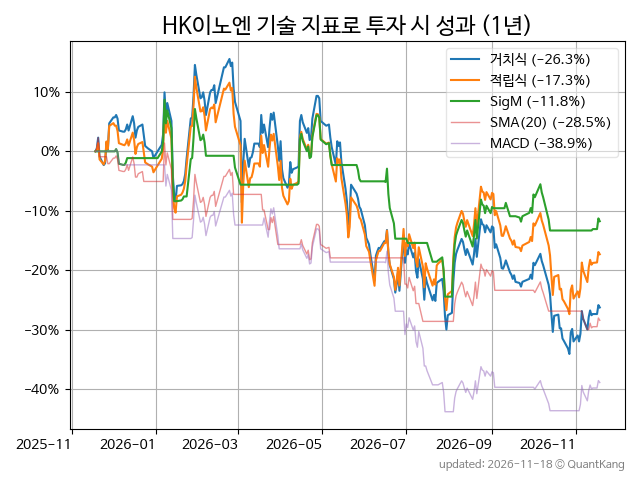 HK이노엔 기술 지표로 투자 시 성과 (1년)
거치식 (−26.3%)
적립식 (−17.3%)
SigM (−11.8%)
SMA(20) (−28.5%)
MACD (−38.9%)
10%
0%
−10%
−20%
−30%
−40%
2025-11 2026-01 2026-03 2026-05 2026-07 2026-09 2026-11
updated: 2026-11-18 © QuantKang